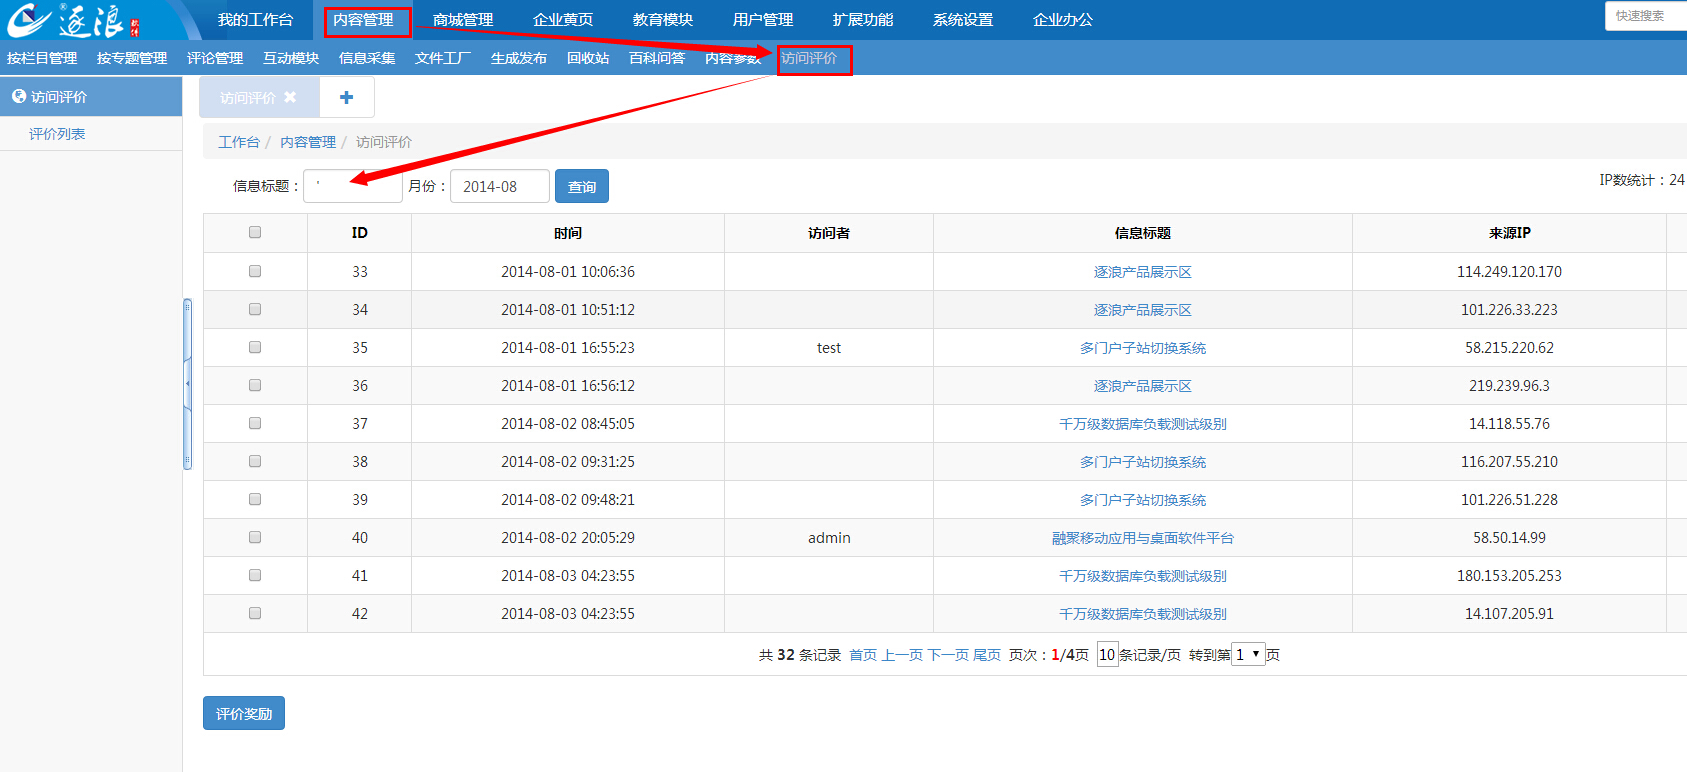 逐浪® 软件 我的工作台 内容管理 商城管理 企业黄页 教育模块 用户管理 扩展功能 系统设置 企业办公 快速搜索
按栏目管理 按专题管理 评论管理 互动模块 信息采集 文件工厂 生成发布 回收站 百科问答 内容参数 访问评价
访问评价 访问评价 ✖ +
评价列表
工作台 / 内容管理 / 访问评价
信息标题： ' 月份： 2014-08 查询 IP数统计：24
ID 时间 访问者 信息标题 来源IP
33 2014-08-01 10:06:36 逐浪产品展示区 114.249.120.170
34 2014-08-01 10:51:12 逐浪产品展示区 101.226.33.223
35 2014-08-01 16:55:23 test 多门户子站切换系统 58.215.220.62
36 2014-08-01 16:56:12 逐浪产品展示区 219.239.96.3
37 2014-08-02 08:45:05 千万级数据库负载测试级别 14.118.55.76
38 2014-08-02 09:31:25 多门户子站切换系统 116.207.55.210
39 2014-08-02 09:48:21 多门户子站切换系统 101.226.51.228
40 2014-08-02 20:05:29 admin 融聚移动应用与桌面软件平台 58.50.14.99
41 2014-08-03 04:23:55 千万级数据库负载测试级别 180.153.205.253
42 2014-08-03 04:23:55 千万级数据库负载测试级别 14.107.205.91
共 32 条记录 首页 上一页 下一页 尾页 页次：1/4页 10条记录/页 转到第1页
评价奖励